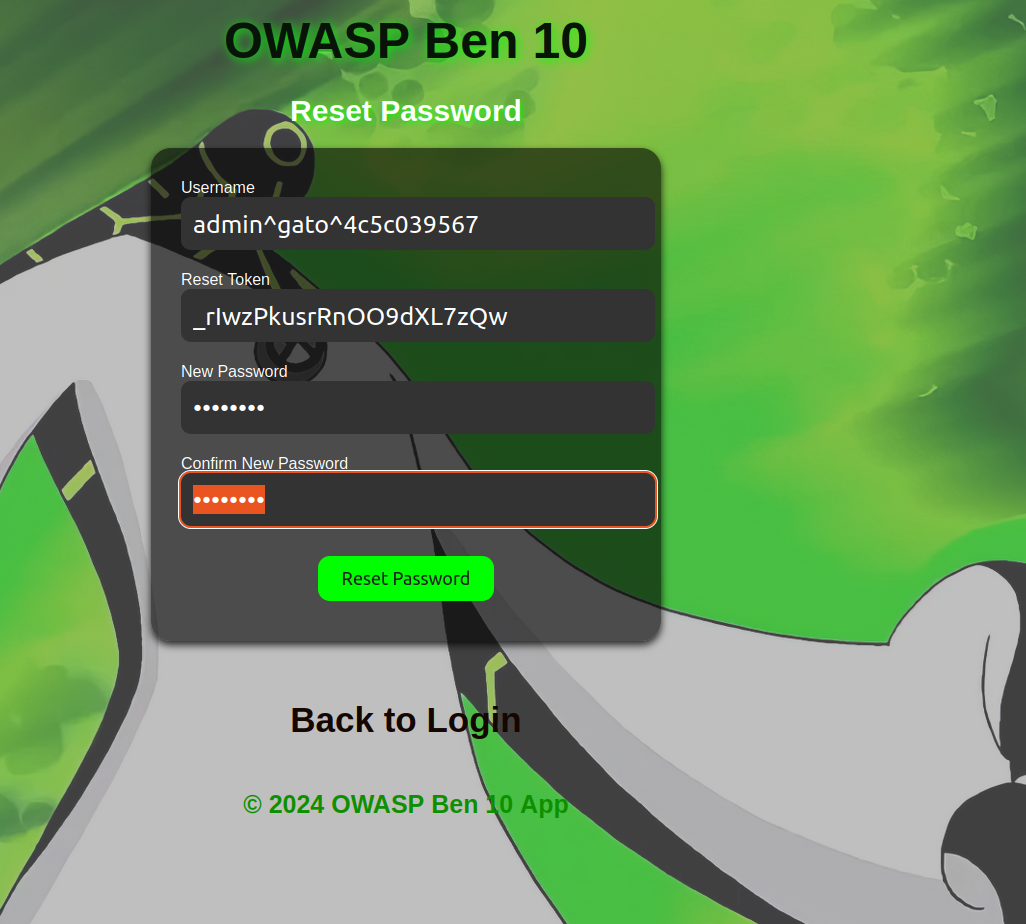 OWASP Ben 10
Reset Password
Username
admin^gato^4c5c039567
Reset Token
_rIwzPkusrRnOO9dXL7zQw
New Password
••••••••
Confirm New Password
••••••••
Reset Password
Back to Login
© 2024 OWASP Ben 10 App